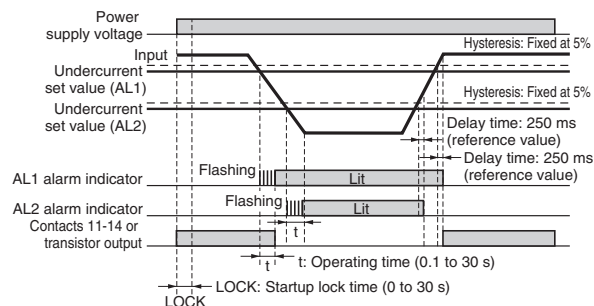 Power
supply voltage
Hysteresis: Fixed at 5%
Input
Undercurrent
set value (AL1)
Hysteresis: Fixed at 5%
Undercurrent
set value (AL2)
Delay time: 250 ms
(reference value)
Delay time: 250 ms
(reference value)
Flashing
AL1 alarm indicator
Lit
Flashing
AL2 alarm indicator
Lit
Contacts 11-14 or
transistor output
t
t
t: Operating time (0.1 to 30 s)
LOCK: Startup lock time (0 to 30 s)
LOCK